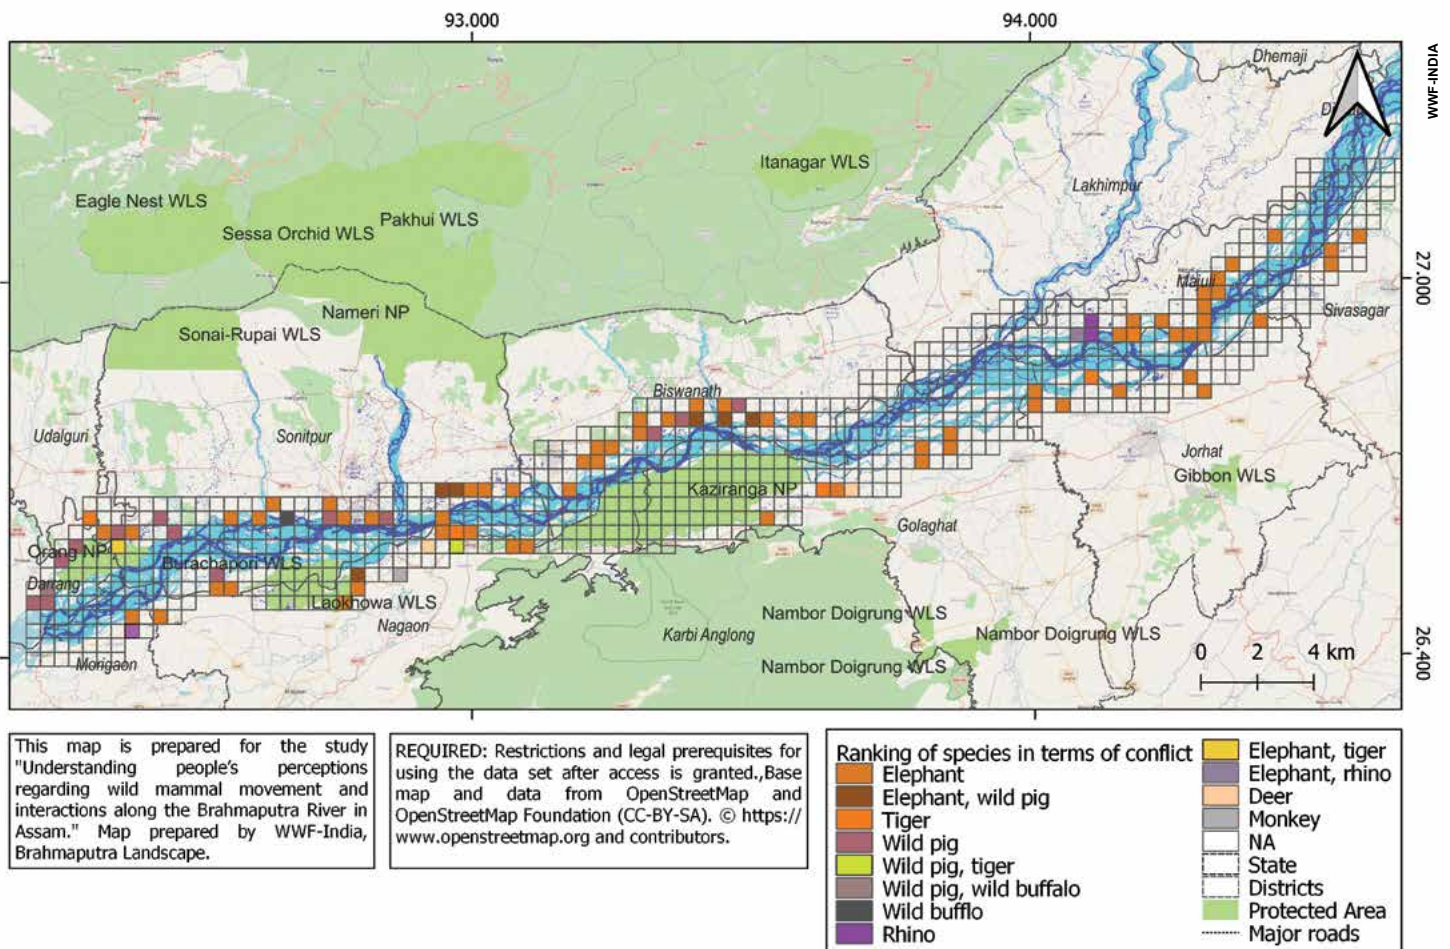 93.000
94.000
WWF-INDIA
Dhemaji
Lakhimpur
Itanagar WLS
Eagle Nest WLS
Pakhui WLS
Sessa Orchid WLS
27.000
Majuli
Sivasagar
Nameri NP
Sonai-Rupai WLS
Biswanath
Udalguri
Sonitpur
Jorhat
Gibbon WLS
Kaziranga NP
Golaghat
Orang NP
Burachapori WLS
Darrang
Laokhowa WLS
Nagaon
Nambor Doigrung WLS
Karbi Anglong
Nambor Doigrung WLS
Morigaon
Nambor Doigrung WLS
0 2 4 km
26.400
This map is prepared for the study
"Understanding people's perceptions
regarding wild mammal movement and
interactions along the Brahmaputra River in
Assam." Map prepared by WWF-India,
Brahmaputra Landscape.
REQUIRED: Restrictions and legal prerequisites for
using the data set after access is granted.,Base
map and data from OpenStreetMap and
OpenStreetMap Foundation (CC-BY-SA). © https://
www.openstreetmap.org and contributors.
Ranking of species in terms of conflict
Elephant
Elephant, wild pig
Tiger
Wild pig
Wild pig, tiger
Wild pig, wild buffalo
Wild bufflo
Rhino
Elephant, tiger
Elephant, rhino
Deer
Monkey
NA
State
Districts
Protected Area
Major roads